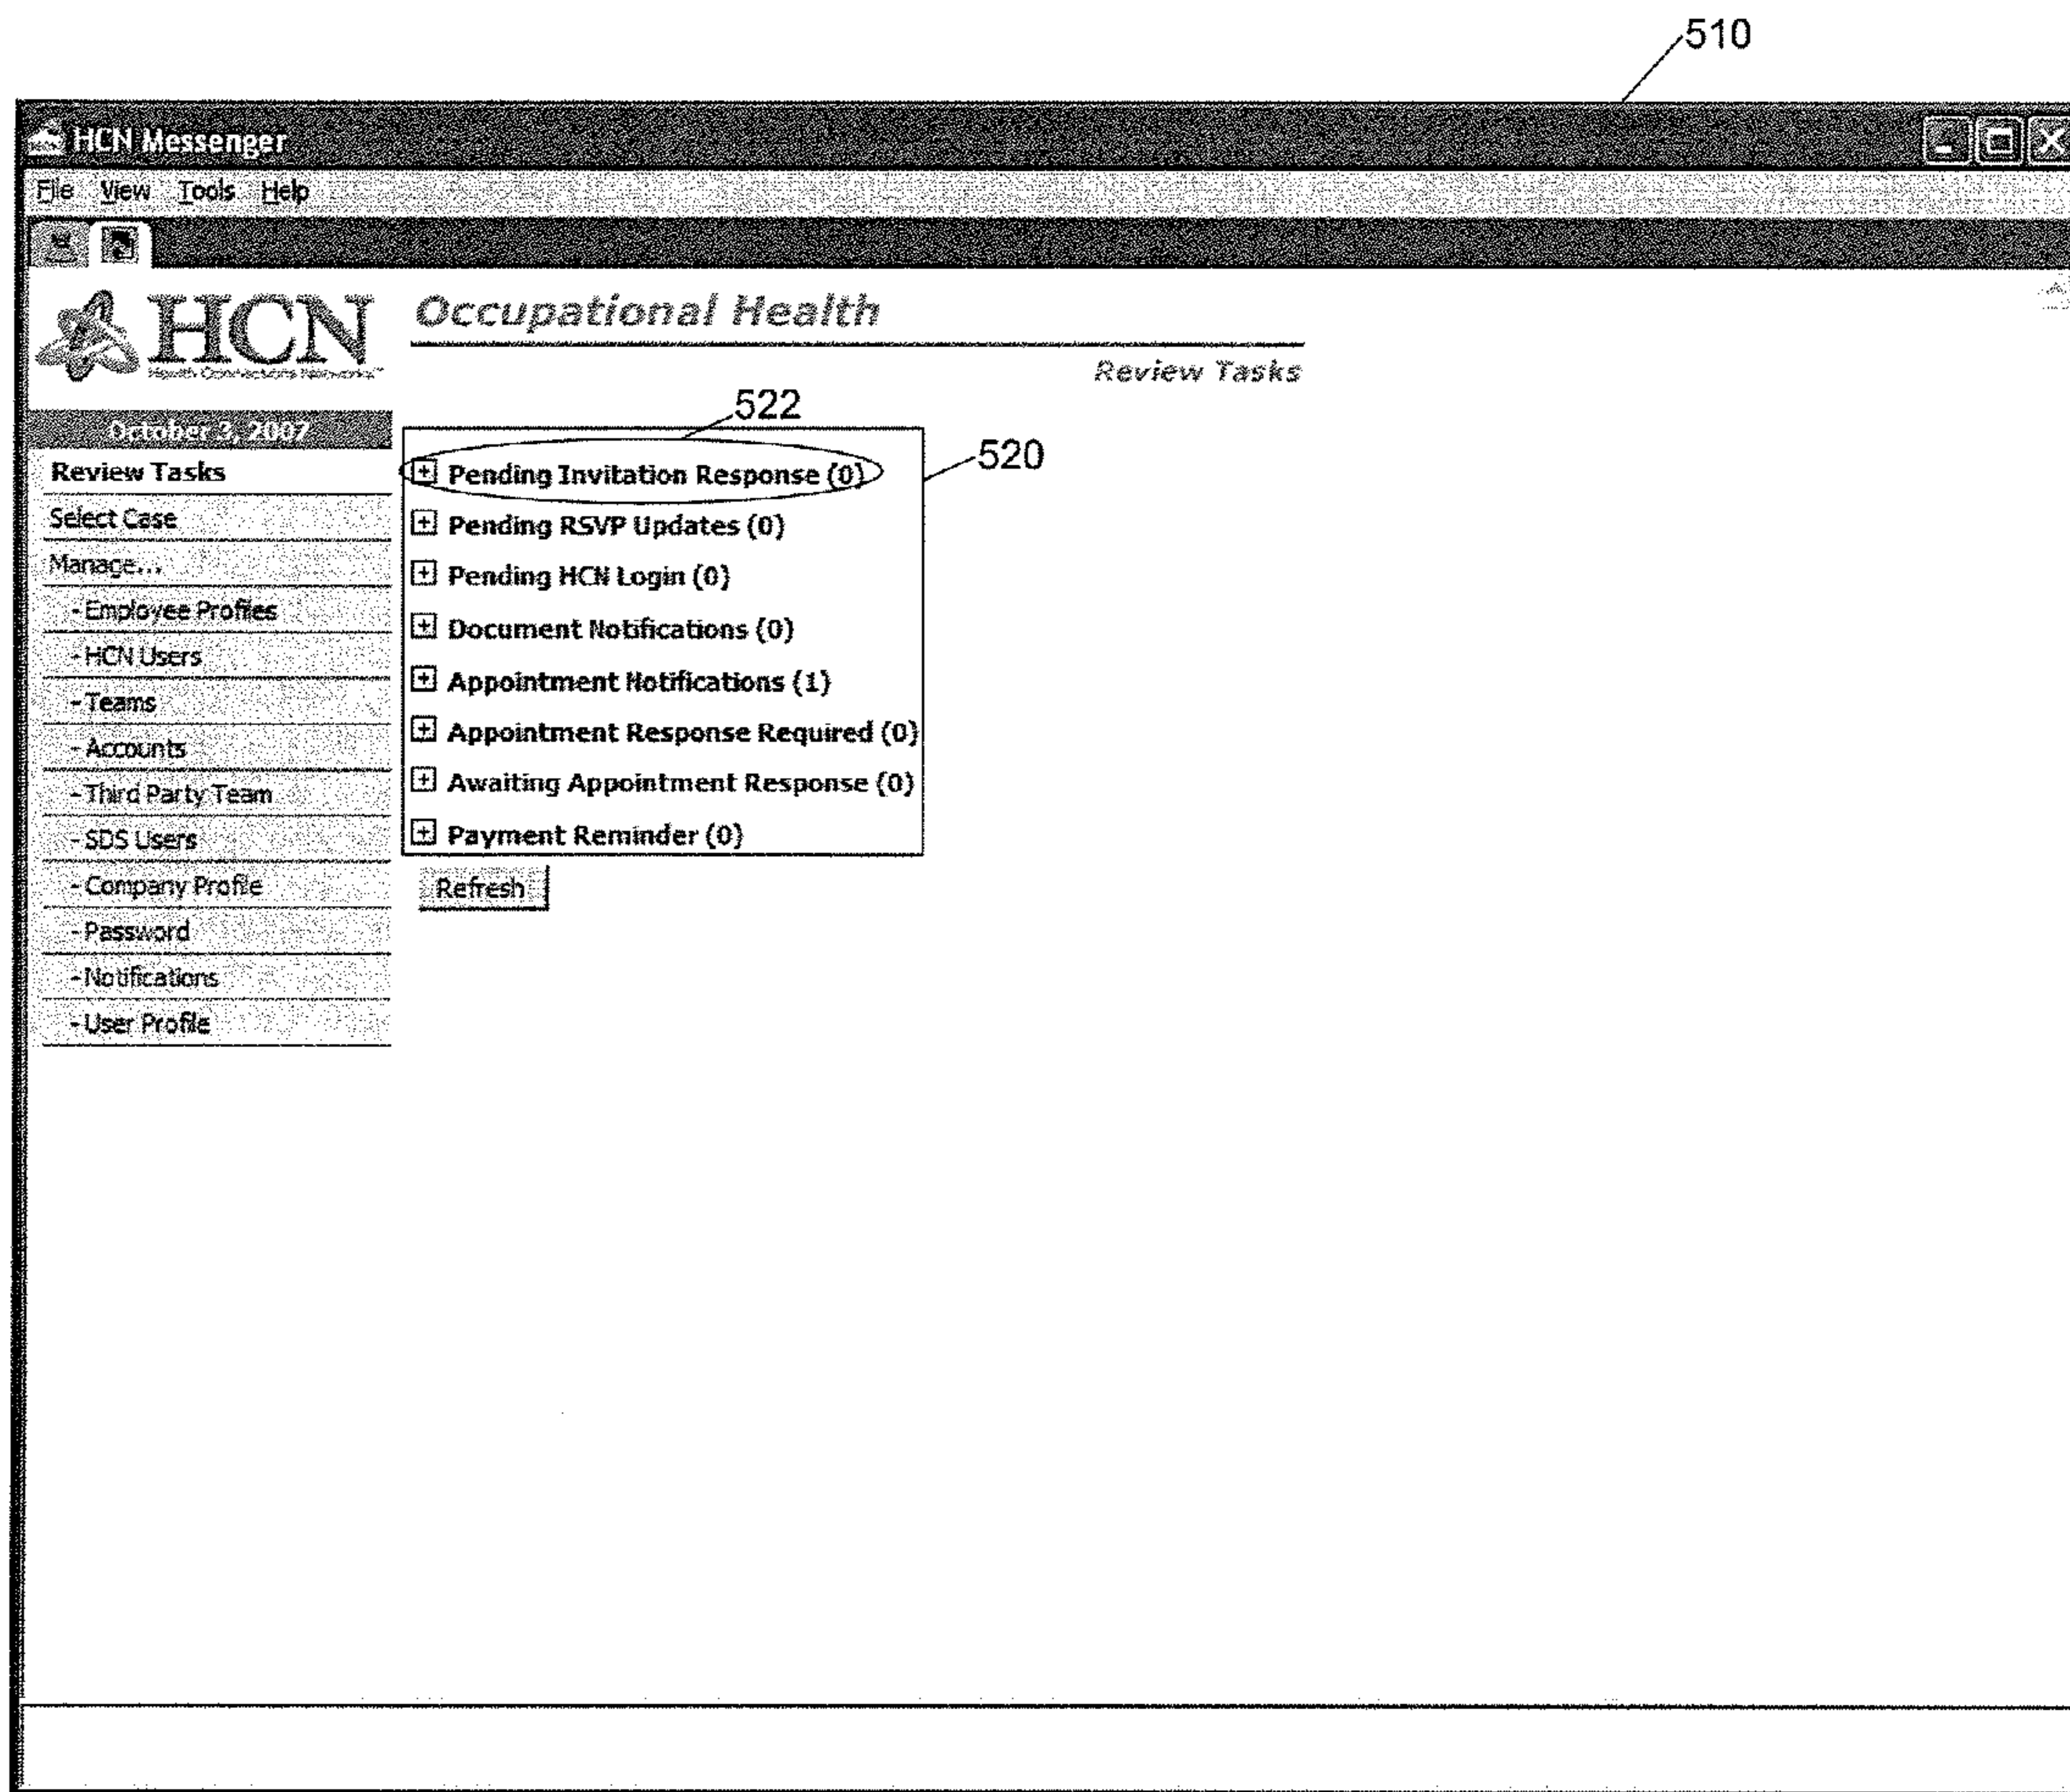 510
HCN Messenger
File View Tools Help
HCN
Health Connections Networks™
Occupational Health
Review Tasks
October 3, 2007
Review Tasks
Select Case
Manage...
- Employee Profiles
- HCN Users
- Teams
- Accounts
- Third Party Team
- SDS Users
- Company Profile
- Password
- Notifications
- User Profile
522
520
Pending Invitation Response (0)
Pending RSVP Updates (0)
Pending HCN Login (0)
Document Notifications (0)
Appointment Notifications (1)
Appointment Response Required (0)
Awaiting Appointment Response (0)
Payment Reminder (0)
Refresh